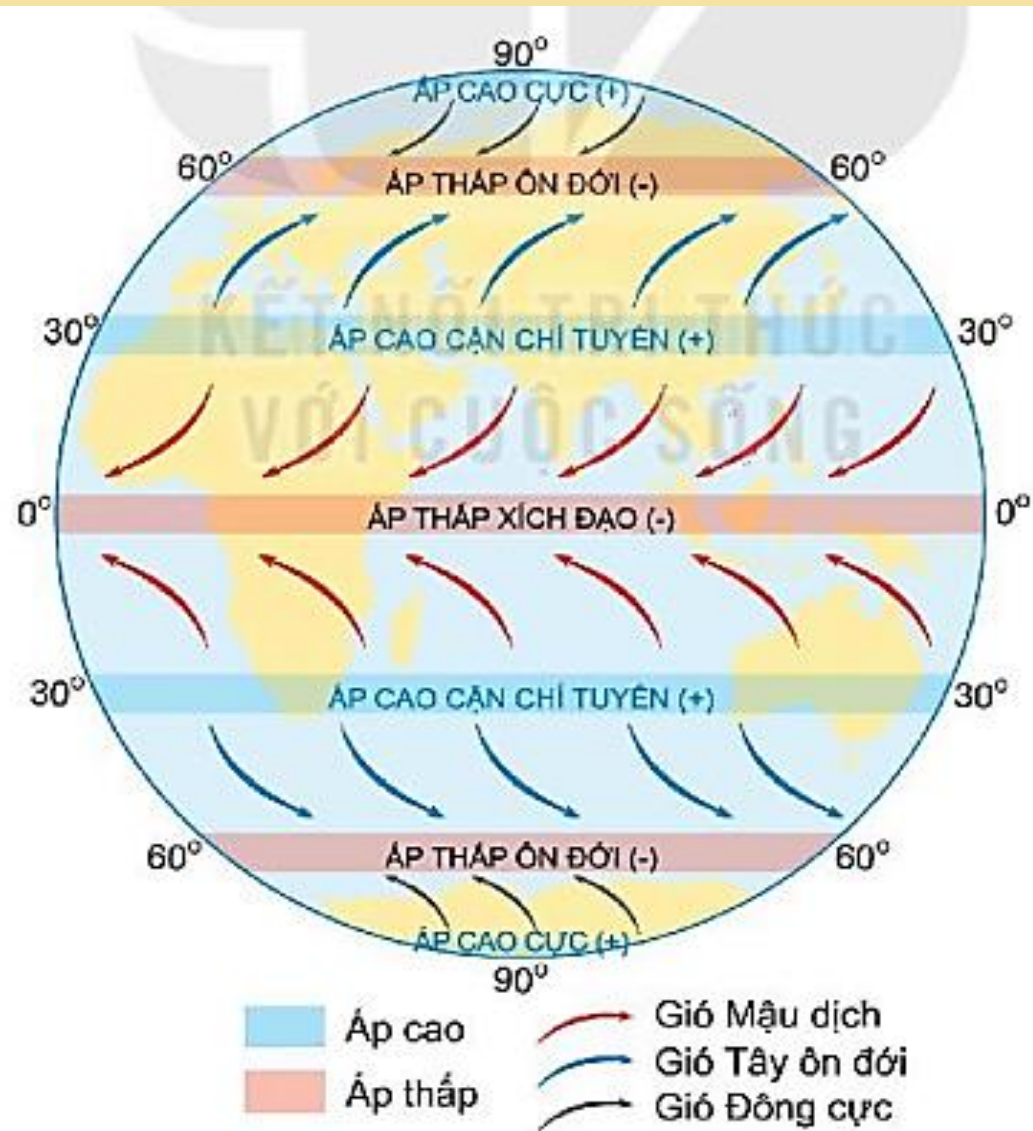 90°
ÁP CAO CỰC (+)
60° 60°
ÁP THẤP ÔN ĐỚI (-)
KẾT NỐI TRI THỨC
30° 30°
ÁP CAO CẬN CHÍ TUYẾN (+)
VỚI CUỘC SỐNG
0° 0°
ÁP THẤP XÍCH ĐẠO (-)
30° 30°
ÁP CAO CẬN CHÍ TUYẾN (+)
60° 60°
ÁP THẤP ÔN ĐỚI (-)
ÁP CAO CỰC (+)
90°
Áp cao
Áp thấp
Gió Mậu dịch
Gió Tây ôn đới
Gió Đông cực